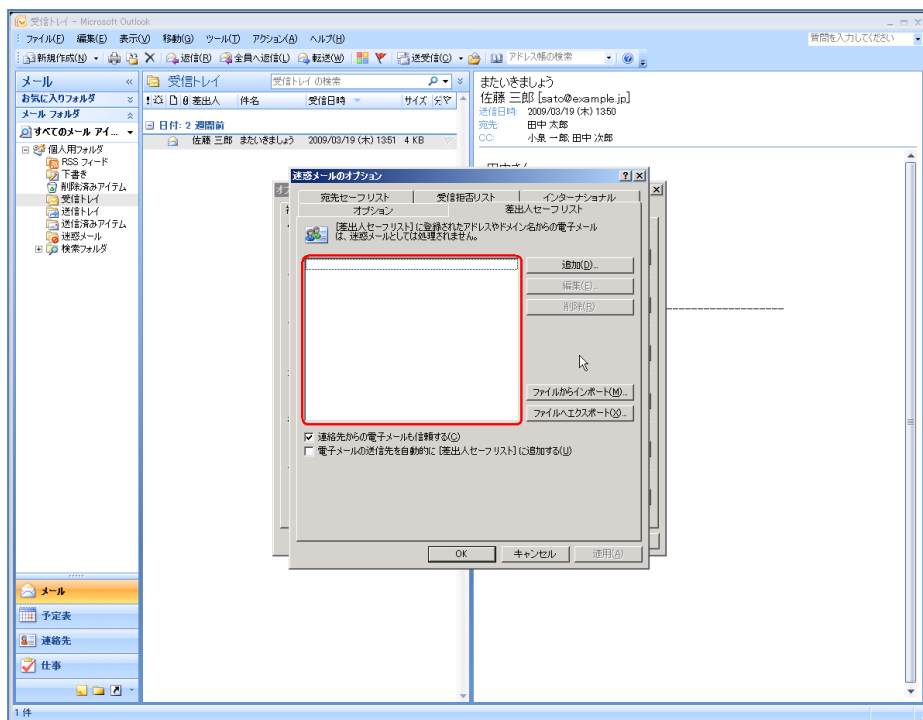 受信トレイ - Microsoft Outlook
ファイル(F) 編集(E) 表示(V) 移動(G) ツール(T) アクション(A) ヘルプ(H)
質問を入力してください
新規作成(N) 返信(R) 全員へ返信(L) 転送(W) 送受信(C) アドレス帳の検索
メール
お気に入りフォルダ
メール フォルダ
すべてのメール アイ...
個人用フォルダ
RSS フィード
下書き
削除済みアイテム
受信トレイ
送信トレイ
送信済みアイテム
迷惑メール
検索フォルダ
メール
予定表
連絡先
仕事
1 件
受信トレイ
受信トレイ の検索
差出人 件名 受信日時 サイズ
日付: 2 週間前
佐藤 三郎 またいきましょう 2009/03/19 (木) 13:51 4 KB
またいきましょう
佐藤 三郎 [sato@example.jp]
送信日時: 2009/03/19 (木) 13:50
宛先: 田中 太郎
CC: 小泉 一郎; 田中 次郎
迷惑メールのオプション
宛先セーフ リスト 受信拒否リスト インターナショナル
オプション 差出人セーフ リスト
[差出人セーフ リスト] に登録されたアドレスやドメイン名からの電子メール
は、迷惑メールとしては処理されません。
追加(D)...
編集(E)...
削除(R)
ファイルからインポート(M)...
ファイルへエクスポート(X)...
連絡先からの電子メールも信頼する(C)
電子メールの送信先を自動的に [差出人セーフ リスト] に追加する(U)
OK キャンセル 適用(A)